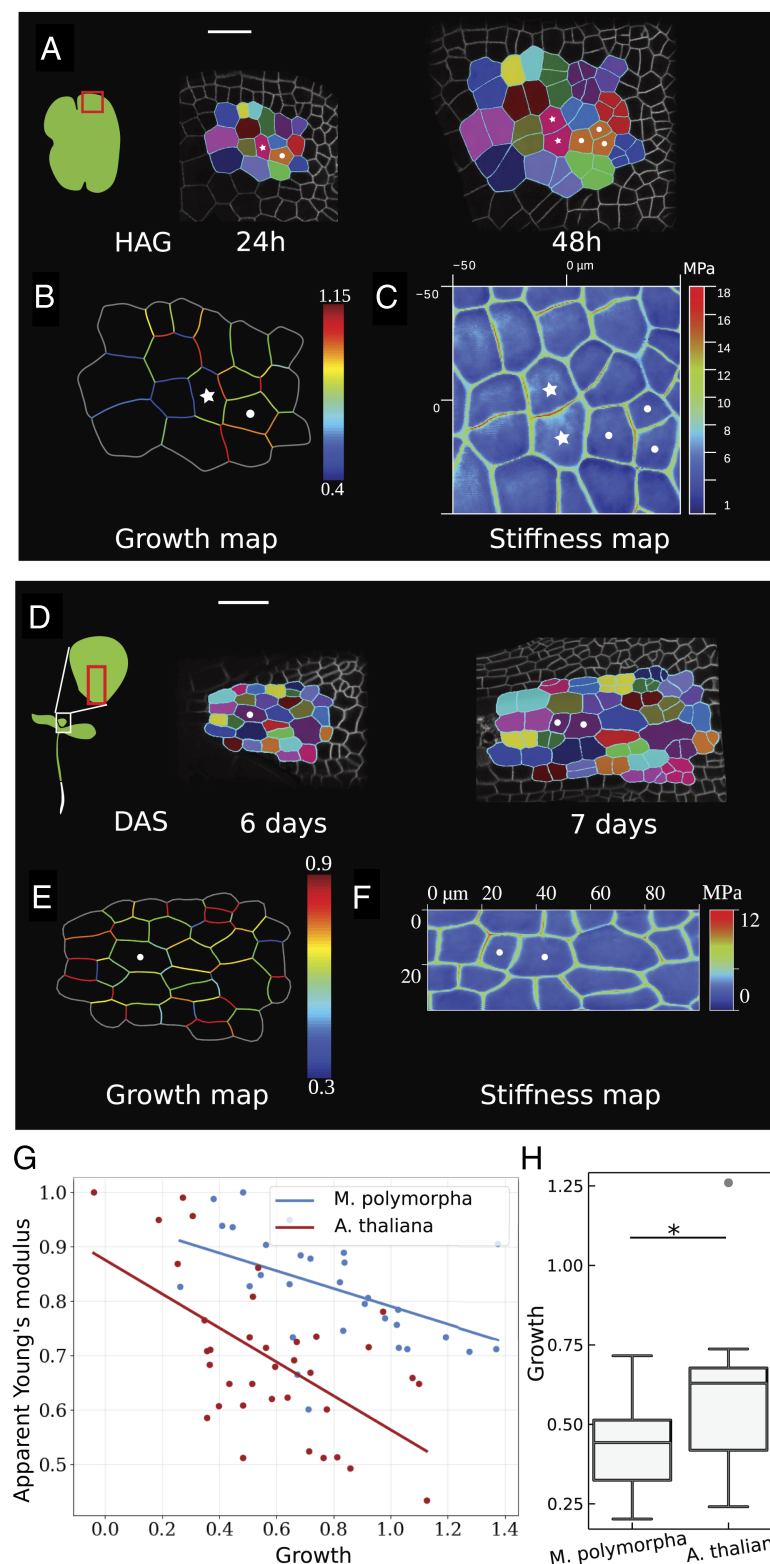 A
HAG
24h
48h
B
1.15
0.4
Growth map
C
−50
0 μm
MPa
−50
0
18
16
14
12
10
8
6
1
Stiffness map
D
DAS
6 days
7 days
E
0.9
0.3
Growth map
F
0 μm 20 40 60 80 MPa
0
20
12
0
Stiffness map
G
Apparent Young's modulus
1.0
0.9
0.8
0.7
0.6
0.5
M. polymorpha
A. thaliana
0.0 0.2 0.4 0.6 0.8 1.0 1.2 1.4
Growth
H
Growth
1.25
1.00
0.75
0.50
0.25
*
M. polymorpha
A. thalian